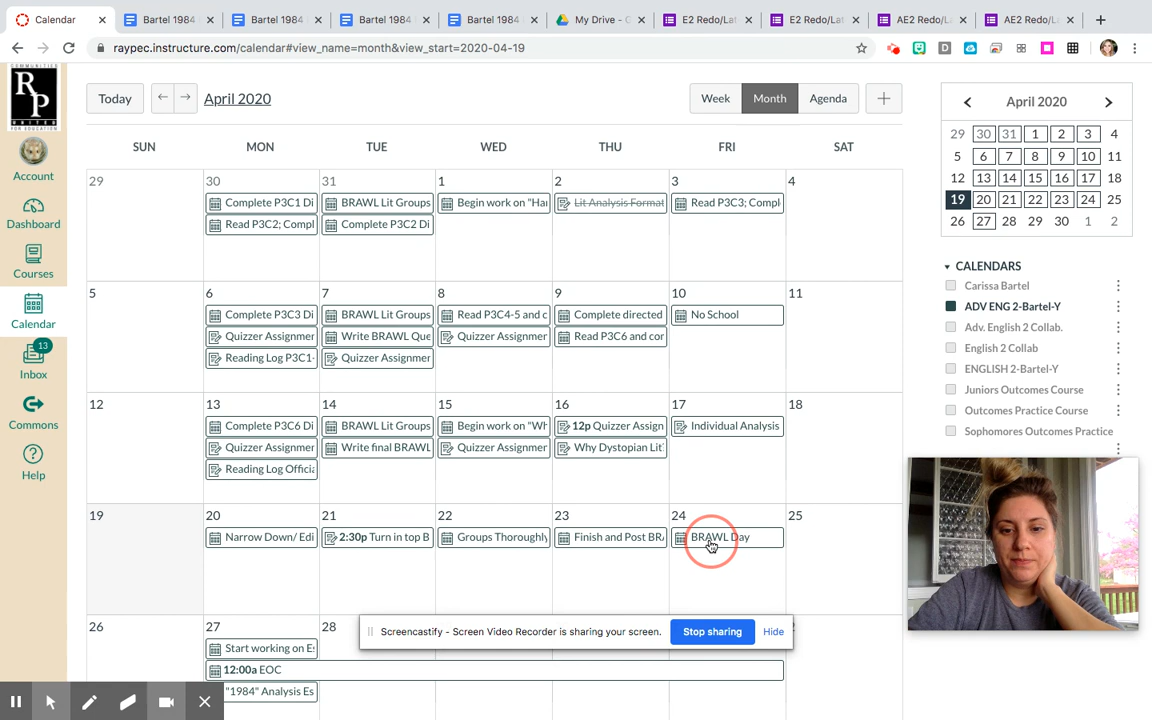 Calendar
Bartel 1984
Bartel 1984
Bartel 1984
Bartel 1984
My Drive - G
E2 Redo/Lat
E2 Redo/La
AE2 Redo/L
AE2 Redo/L
raypec.instructure.com/calendar#view_name=month&view_start=2020-04-19
COMMUNITIES
RP
UNITED
FOR EDUCATION
Account
Dashboard
Courses
Calendar
13
Inbox
Commons
Help
Today
April 2020
Week
Month
Agenda
SUN MON TUE WED THU FRI SAT
29 30 31 1 2 3 4
Complete P3C1 Di
BRAWL Lit Groups
Begin work on "Ha
Lit Analysis Format
Read P3C3; Compl
Read P3C2; Compl
Complete P3C2 Di
5 6 7 8 9 10 11
Complete P3C3 Di
BRAWL Lit Groups
Read P3C4-5 and c
Complete directed
No School
Quizzer Assignme
Write BRAWL Que
Quizzer Assignmer
Read P3C6 and cor
Reading Log P3C1-
Quizzer Assignmer
12 13 14 15 16 17 18
Complete P3C6 Di
BRAWL Lit Groups
Begin work on "Wh
12p Quizzer Assign
Individual Analysis
Quizzer Assignmer
Write final BRAWL
Quizzer Assignmer
Why Dystopian Lit
Reading Log Officia
19 20 21 22 23 24 25
Narrow Down/ Edi
2:30p Turn in top B
Groups Thoroughly
Finish and Post BRA
BRAWL Day
26 27 28 2
Start working on Es
12:00a EOC
"1984" Analysis Es
Screencastify - Screen Video Recorder is sharing your screen.
Stop sharing
Hide
April 2020
29 30 31 1 2 3 4
5 6 7 8 9 10 11
12 13 14 15 16 17 18
19 20 21 22 23 24 25
26 27 28 29 30 1 2
CALENDARS
Carissa Bartel
ADV ENG 2-Bartel-Y
Adv. English 2 Collab.
English 2 Collab
ENGLISH 2-Bartel-Y
Juniors Outcomes Course
Outcomes Practice Course
Sophomores Outcomes Practice